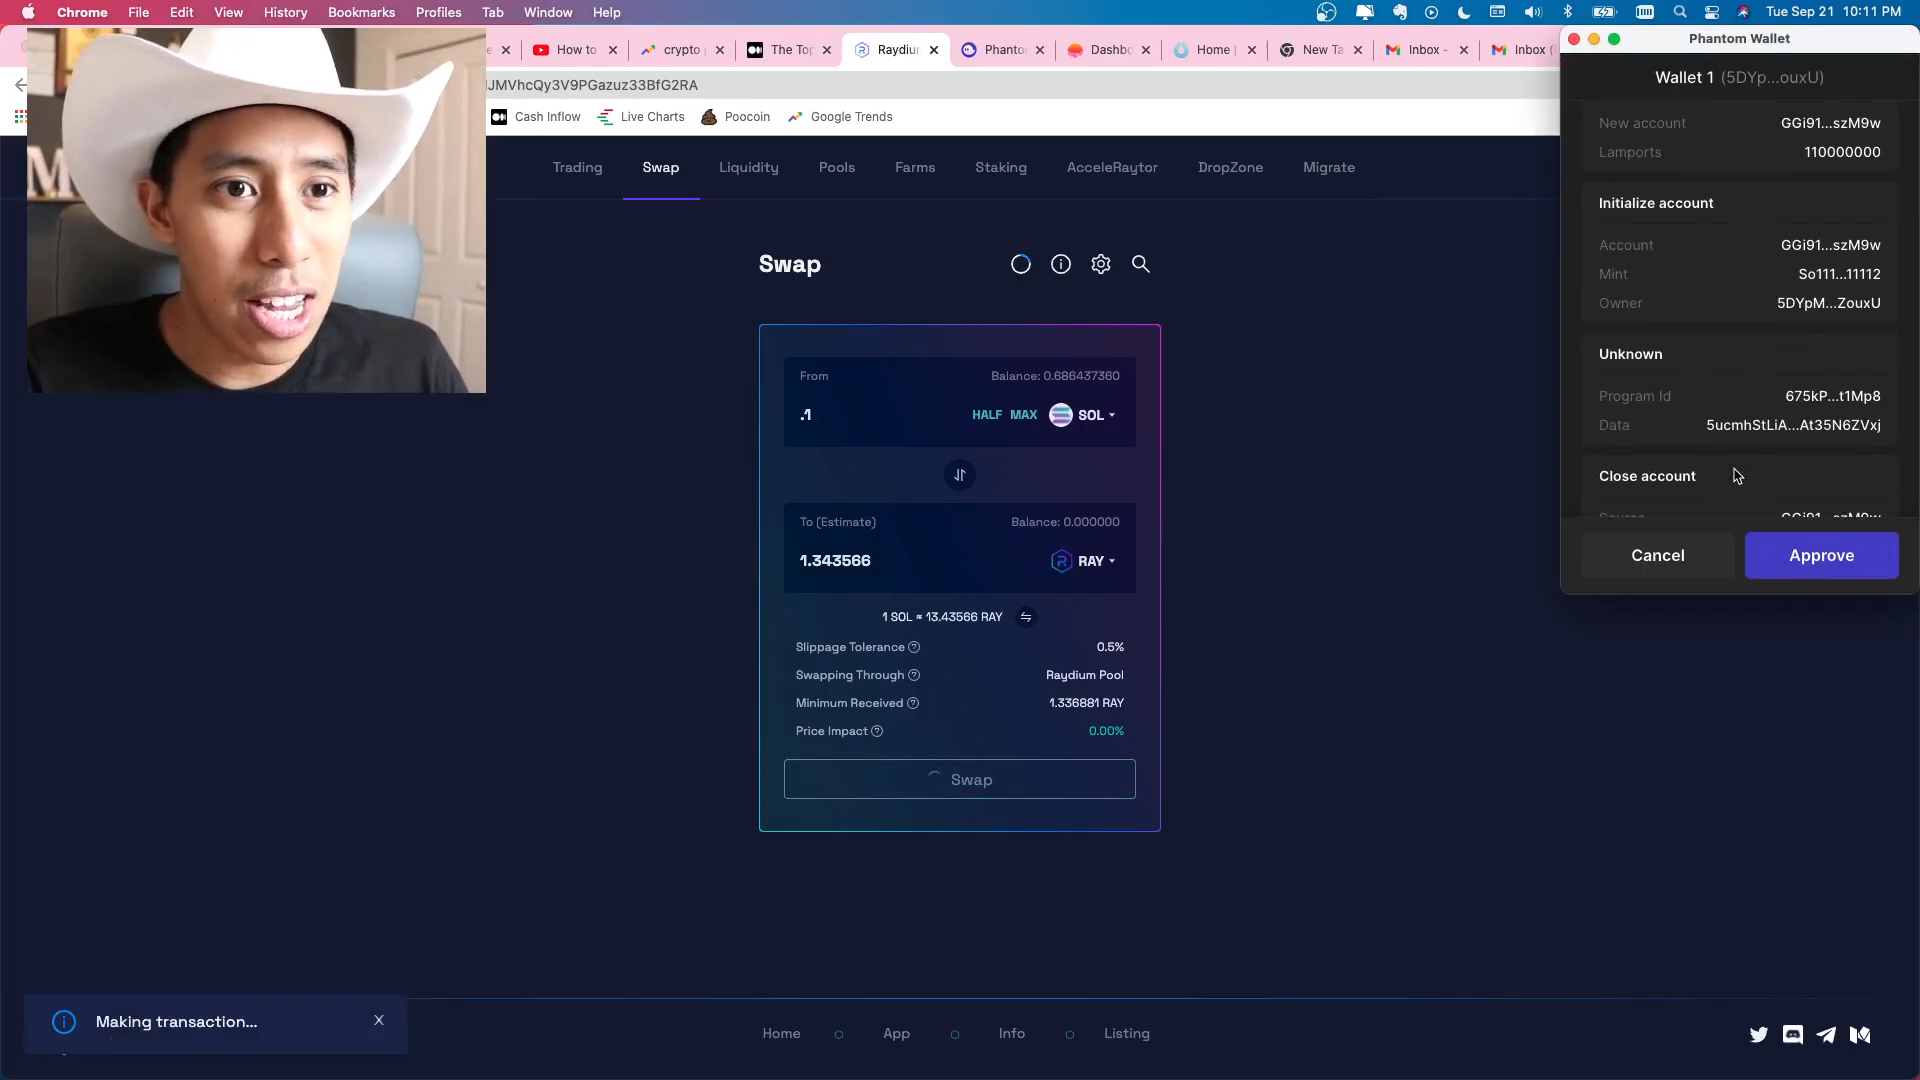 Chrome File Edit View History Bookmarks Profiles Tab Window Help
Tue Sep 21 10:11 PM
How to
crypto
The Top
Raydium
Phanto
Dashbo
Home
New Ta
Inbox -
Inbox (
JMVhcQy3V9PGazuz33BfG2RA
Cash Inflow
Live Charts
Poocoin
Google Trends
Trading
Swap
Liquidity
Pools
Farms
Staking
AcceleRaytor
DropZone
Migrate
Swap
From
Balance: 0.686437360
.1
HALF MAX SOL
To (Estimate)
Balance: 0.000000
1.343566
RAY
1 SOL ≈ 13.43566 RAY
Slippage Tolerance
0.5%
Swapping Through
Raydium Pool
Minimum Received
1.336881 RAY
Price Impact
0.00%
Swap
Phantom Wallet
Wallet 1 (5DYp...ouxU)
New account
GGi91...szM9w
Lamports
110000000
Initialize account
Account
GGi91...szM9w
Mint
So111...11112
Owner
5DYpM...ZouxU
Unknown
Program Id
675kP...t1Mp8
Data
5ucmhStLiA...At35N6ZVxj
Close account
Cancel
Approve
Making transaction...
X
Home
App
Info
Listing